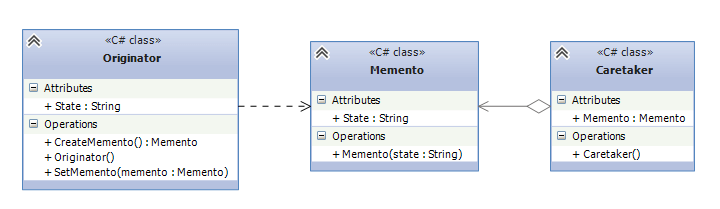 «C# class»
Originator
Attributes
+ State : String
Operations
+ CreateMemento() : Memento
+ Originator()
+ SetMemento(memento : Memento)
«C# class»
Memento
Attributes
+ State : String
Operations
+ Memento(state : String)
«C# class»
Caretaker
Attributes
+ Memento : Memento
Operations
+ Caretaker()